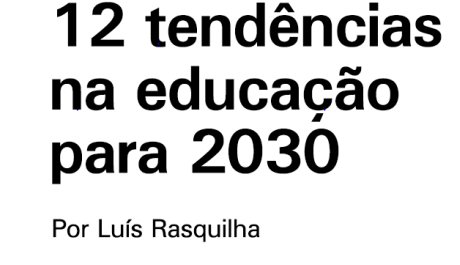 12 tendências
na educação
para 2030
Por Luís Rasquilha